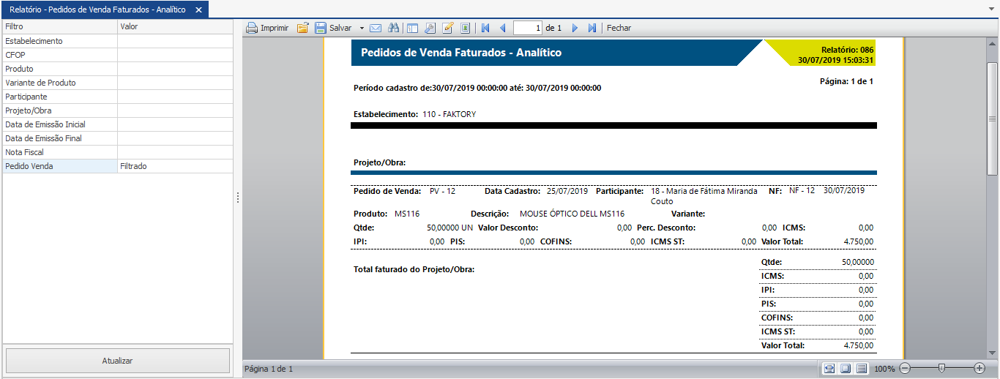 Relatório - Pedidos de Venda Faturados - Analítico
Filtro Valor
Estabelecimento
CFOP
Produto
Variante de Produto
Participante
Projeto/Obra
Data de Emissão Inicial
Data de Emissão Final
Nota Fiscal
Pedido Venda Filtrado
Atualizar
Imprimir Salvar 1 de 1 Fechar
Pedidos de Venda Faturados - Analítico
Relatório: 086
30/07/2019 15:03:31
Página: 1 de 1
Período cadastro de:30/07/2019 00:00:00 até: 30/07/2019 00:00:00
Estabelecimento: 110 - FAKTORY
Projeto/Obra:
Pedido de Venda: PV - 12 Data Cadastro: 25/07/2019 Participante: 18 - Maria de Fátima Miranda NF: NF - 12 30/07/2019
Couto
Produto: MS116 Descrição: MOUSE ÓPTICO DELL MS116 Variante:
Qtde: 50,00000 UN Valor Desconto: 0,00 Perc. Desconto: 0,00 ICMS: 0,00
IPI: 0,00 PIS: 0,00 COFINS: 0,00 ICMS ST: 0,00 Valor Total: 4.750,00
Total faturado do Projeto/Obra:
Qtde: 50,00000
ICMS: 0,00
IPI: 0,00
PIS: 0,00
COFINS: 0,00
ICMS ST: 0,00
Valor Total: 4.750,00
Página 1 de 1 100%